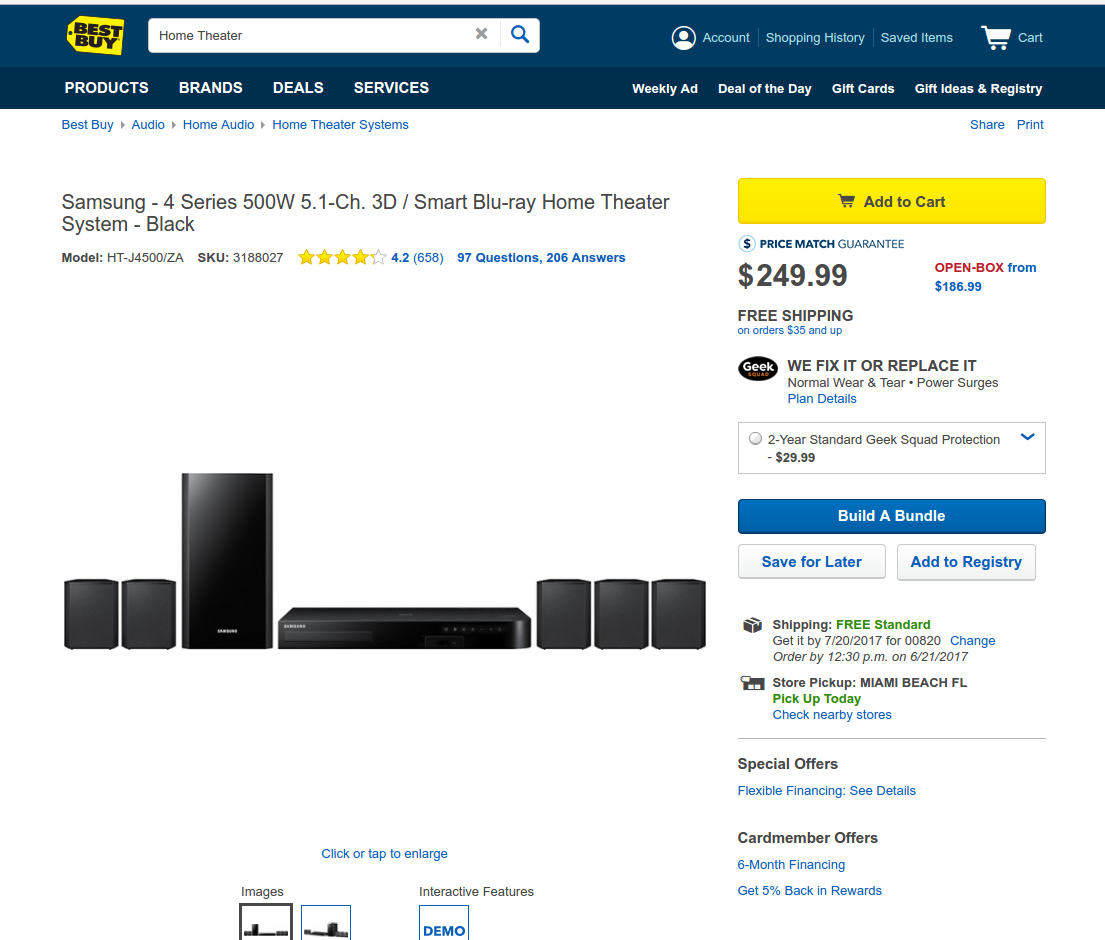 BEST
BUY
Home Theater
Account
Shopping History
Saved Items
Cart
PRODUCTS
BRANDS
DEALS
SERVICES
Weekly Ad
Deal of the Day
Gift Cards
Gift Ideas & Registry
Best Buy
Audio
Home Audio
Home Theater Systems
Share
Print
Samsung - 4 Series 500W 5.1-Ch. 3D / Smart Blu-ray Home Theater
System - Black
Model: HT-J4500/ZA SKU: 3188027 4.2 (658) 97 Questions, 206 Answers
SAMSUNG
SAMSUNG
Click or tap to enlarge
Images
Interactive Features
DEMO
Add to Cart
$ PRICE MATCH GUARANTEE
$249.99
OPEN-BOX from
$186.99
FREE SHIPPING
on orders $35 and up
Geek
SQUAD
WE FIX IT OR REPLACE IT
Normal Wear & Tear • Power Surges
Plan Details
2-Year Standard Geek Squad Protection
- $29.99
Build A Bundle
Save for Later
Add to Registry
Shipping: FREE Standard
Get it by 7/20/2017 for 00820 Change
Order by 12:30 p.m. on 6/21/2017
Store Pickup: MIAMI BEACH FL
Pick Up Today
Check nearby stores
Special Offers
Flexible Financing: See Details
Cardmember Offers
6-Month Financing
Get 5% Back in Rewards